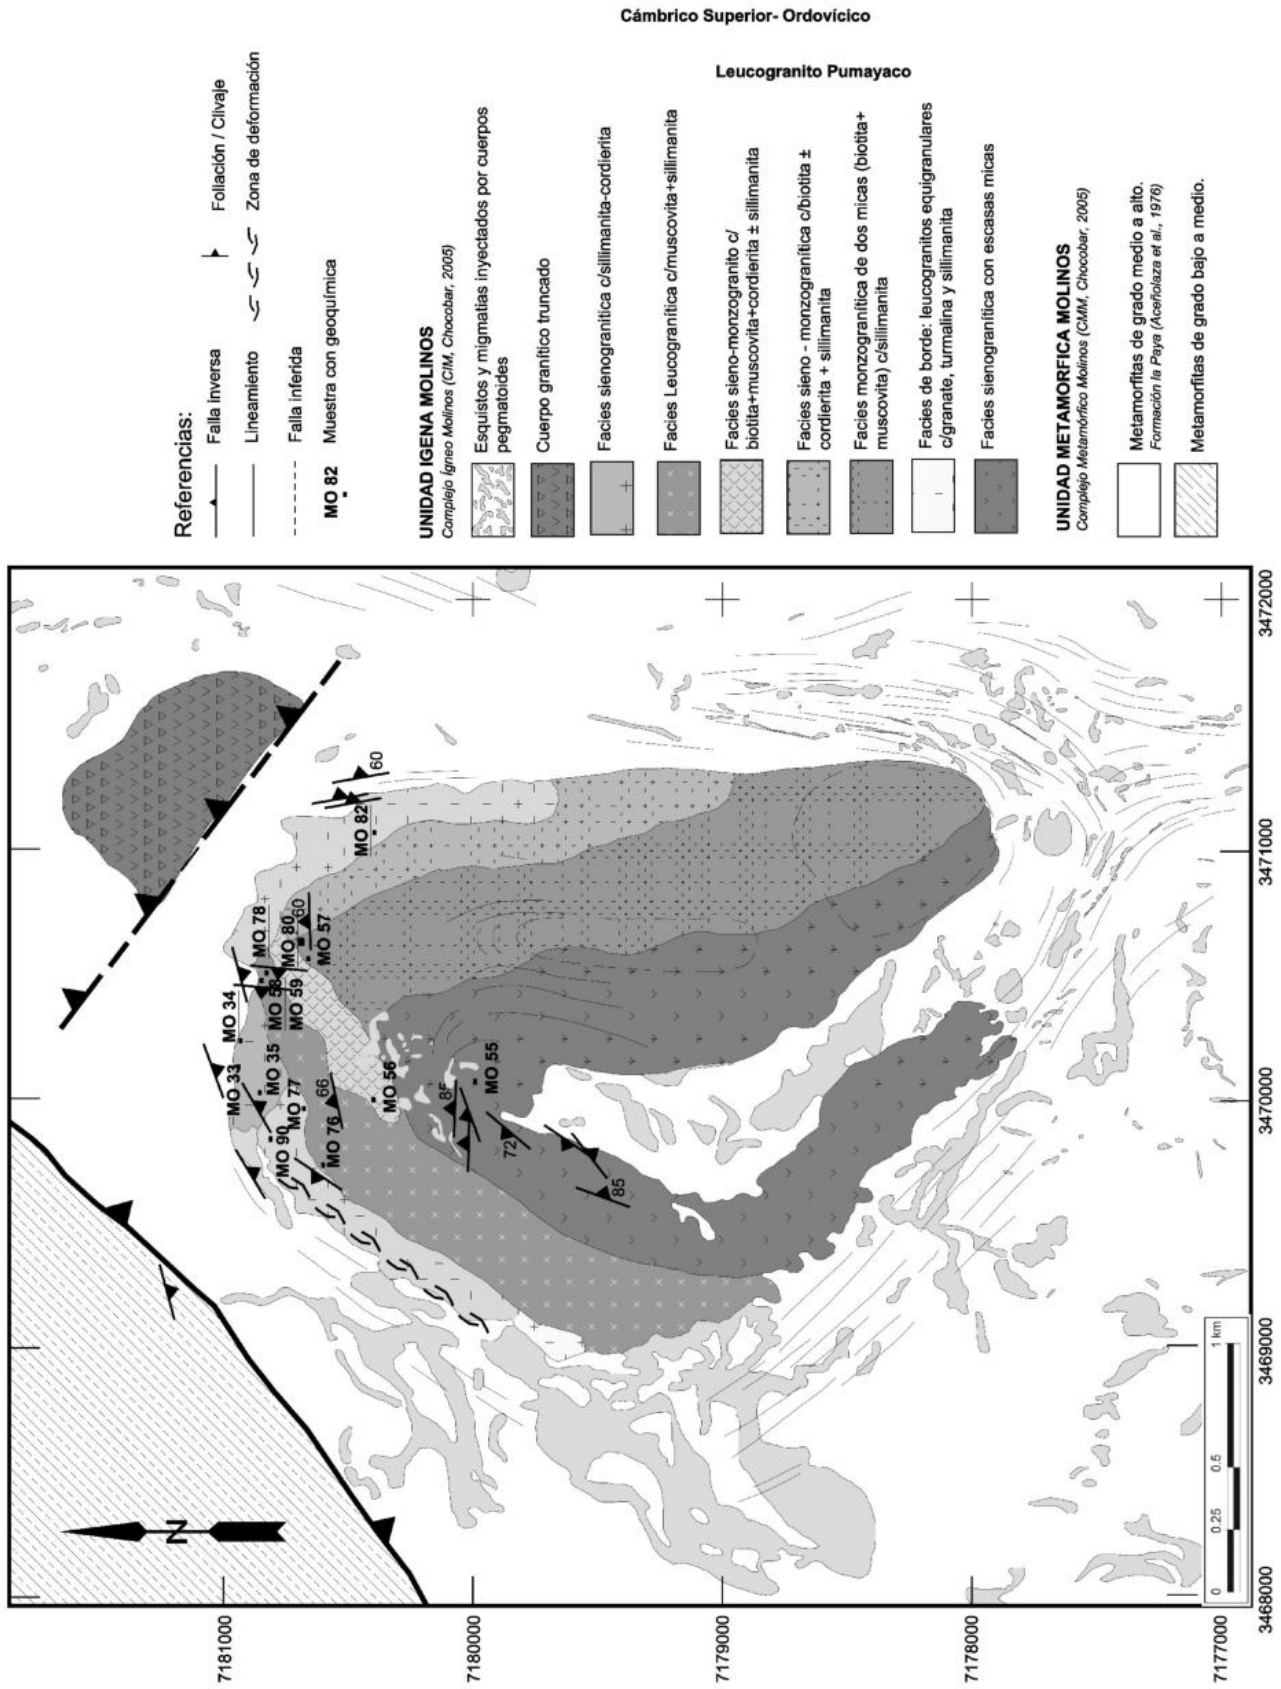 Referencias:
Falla inversa
Foliación / Clivaje
Lineamiento
Zona de deformación
Falla inferida
MO 82
Muestra con geoquímica
Cámbrico Superior- Ordovícico
UNIDAD IGENA MOLINOS
Complejo Ígneo Molinos (CIM, Chocobar, 2005)
Esquistos y migmatias inyectados por cuerpos
pegmatoides
Cuerpo granífitico truncado
Leucogranito Pumayaco
Facies sienogranitica c/sillimanita-cordierita
Facies Leucogranítica c/muscovita+sillimanita
Facies sieno-monzogranito c/
biotita+muscovita+cordierita ± sillimanita
Facies sieno - monzogranítica c/biotita ±
cordierita + sillimanita
Facies monzogranítica de dos micas (biotita+
muscovita) c/sillimanita
Facies de borde: leucogranitos equigranulares
c/granate, turmalina y sillimanita
Facies sienogranítica con escasas micas
UNIDAD METAMORFICA MOLINOS
Complejo Metamórfico Molinos (CMM, Chocobar, 2005)
Metamorfitas de grado medio a alto.
Formación la Paya (Aceñolaza et al., 1976)
Metamorfitas de grado bajo a medio.
N
MO 33
MO 34
MO 35
MO 90
MO 77
MO 76
66
MO 58
MO 59
MO 78
MO 80
60
MO 57
MO 82
60
MO 56
85
MO 55
72
85
7181000
7180000
7179000
7178000
7177000
3468000
3469000
3470000
3471000
3472000
0
0.25
0.5
1 km